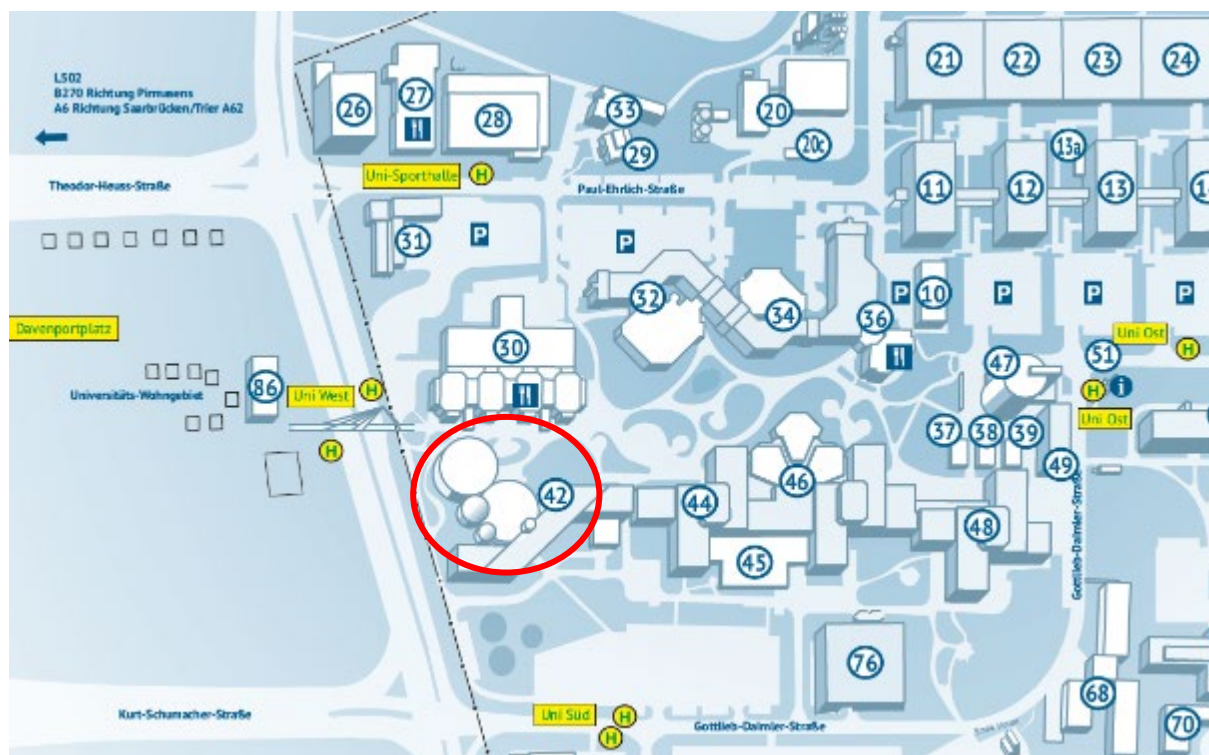 L502
B270 Richtung Pirmasens
A6 Richtung Saarbrücken/Trier A62
21
22
23
24
26
27
28
33
29
20
20c
13a
Uni-Sporthalle
H
Theodor-Heuss-Straße
Paul-Ehrlich-Straße
11
12
13
31
P
P
32
34
36
P
10
P
P
P
Davenportplatz
30
47
51
Uni Ost
H
86
Uni West
H
H
i
Universitäts-Wohngebiet
Uni Ost
H
37
38
39
49
42
44
46
48
45
Gottlieb-Daimler-Straße
76
68
70
Kurt-Schumacher-Straße
Uni Süd
H
H
Gottlieb-Daimler-Straße